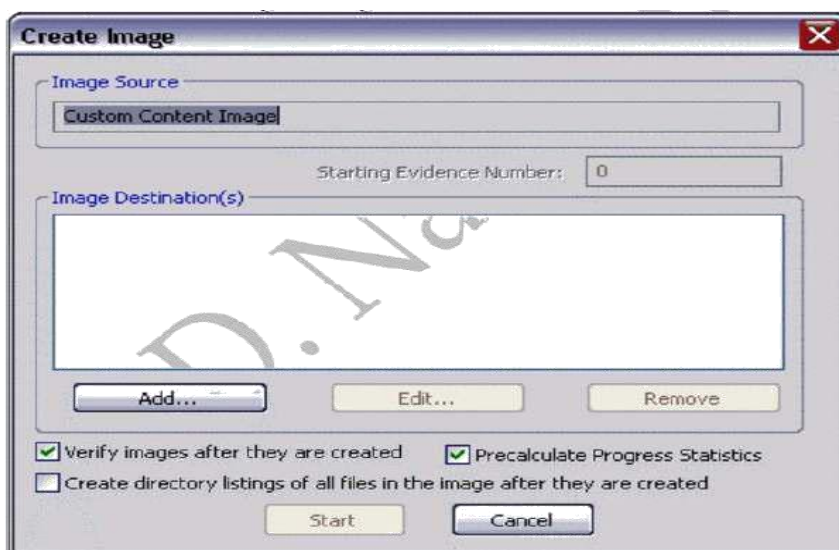 Create Image
Image Source
Custom Content Image
Starting Evidence Number: 0
Image Destination(s)
D.Na
Add... Edit... Remove
Verify images after they are created Precalculate Progress Statistics
Create directory listings of all files in the image after they are created
Start Cancel